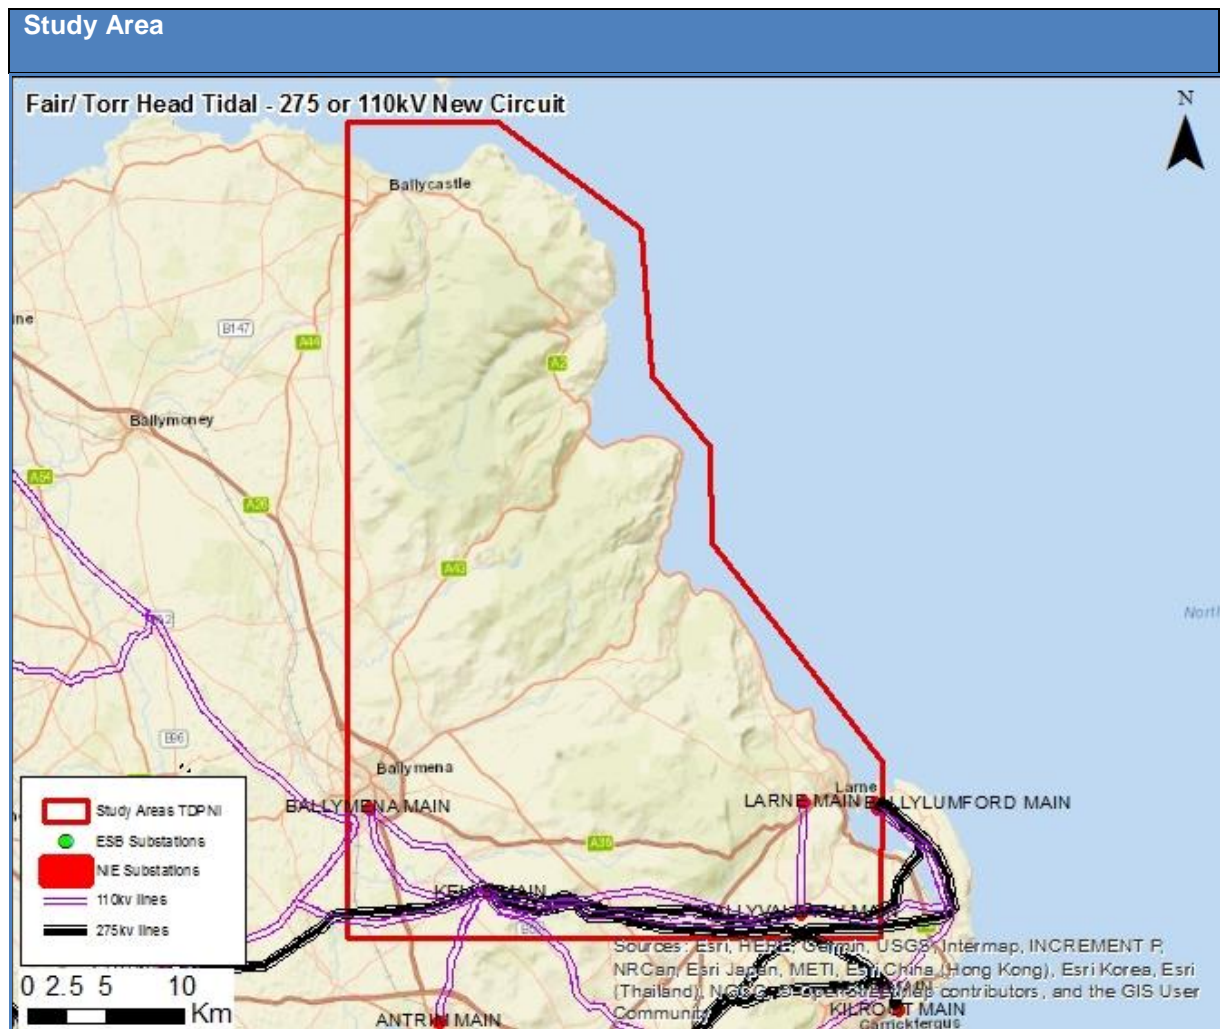 Study Area
Fair/ Torr Head Tidal - 275 or 110kV New Circuit
N
Ballycastle
B147
A44
A2
Ballymoney
A54
A26
A43
North
B96
Ballymena
BALLYMENA MAIN
Larne
LARNE MAIN
BALLYLUMFORD MAIN
A36
MAIN
Study Areas TDPNI
ESB Substations
NIE Substations
110kv lines
275kv lines
0 2.5 5 10
Km
Sources: Esri, HERE, Garmin, USGS, Intermap, INCREMENT P,
NRCan, Esri Japan, METI, Esri China (Hong Kong), Esri Korea, Esri
(Thailand), NGCC, © OpenStreetMap contributors, and the GIS User
Community
ANTRIM MAIN
KILROOT MAIN
Carrickfergus